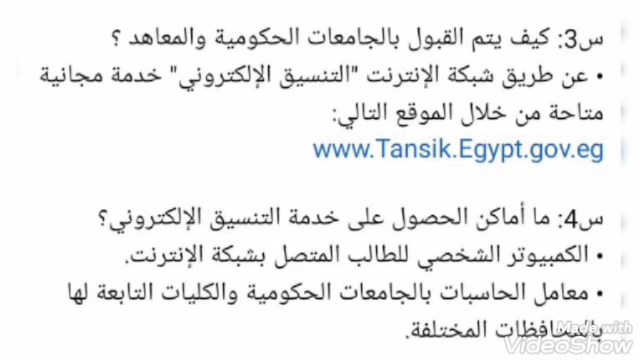 س3: كيف يتم القبول بالجامعات الحكومية والمعاهد ؟
• عن طريق شبكة الإنترنت "التنسيق الإلكتروني" خدمة مجانية
متاحة من خلال الموقع التالي:
www.Tansik.Egypt.gov.eg
س4: ما أماكن الحصول على خدمة التنسيق الإلكتروني؟
• الكمبيوتر الشخصي للطالب المتصل بشبكة الإنترنت.
• معامل الحاسبات بالجامعات الحكومية والكليات التابعة لها
بالمحافظات المختلفة.
Made with
VideoShow